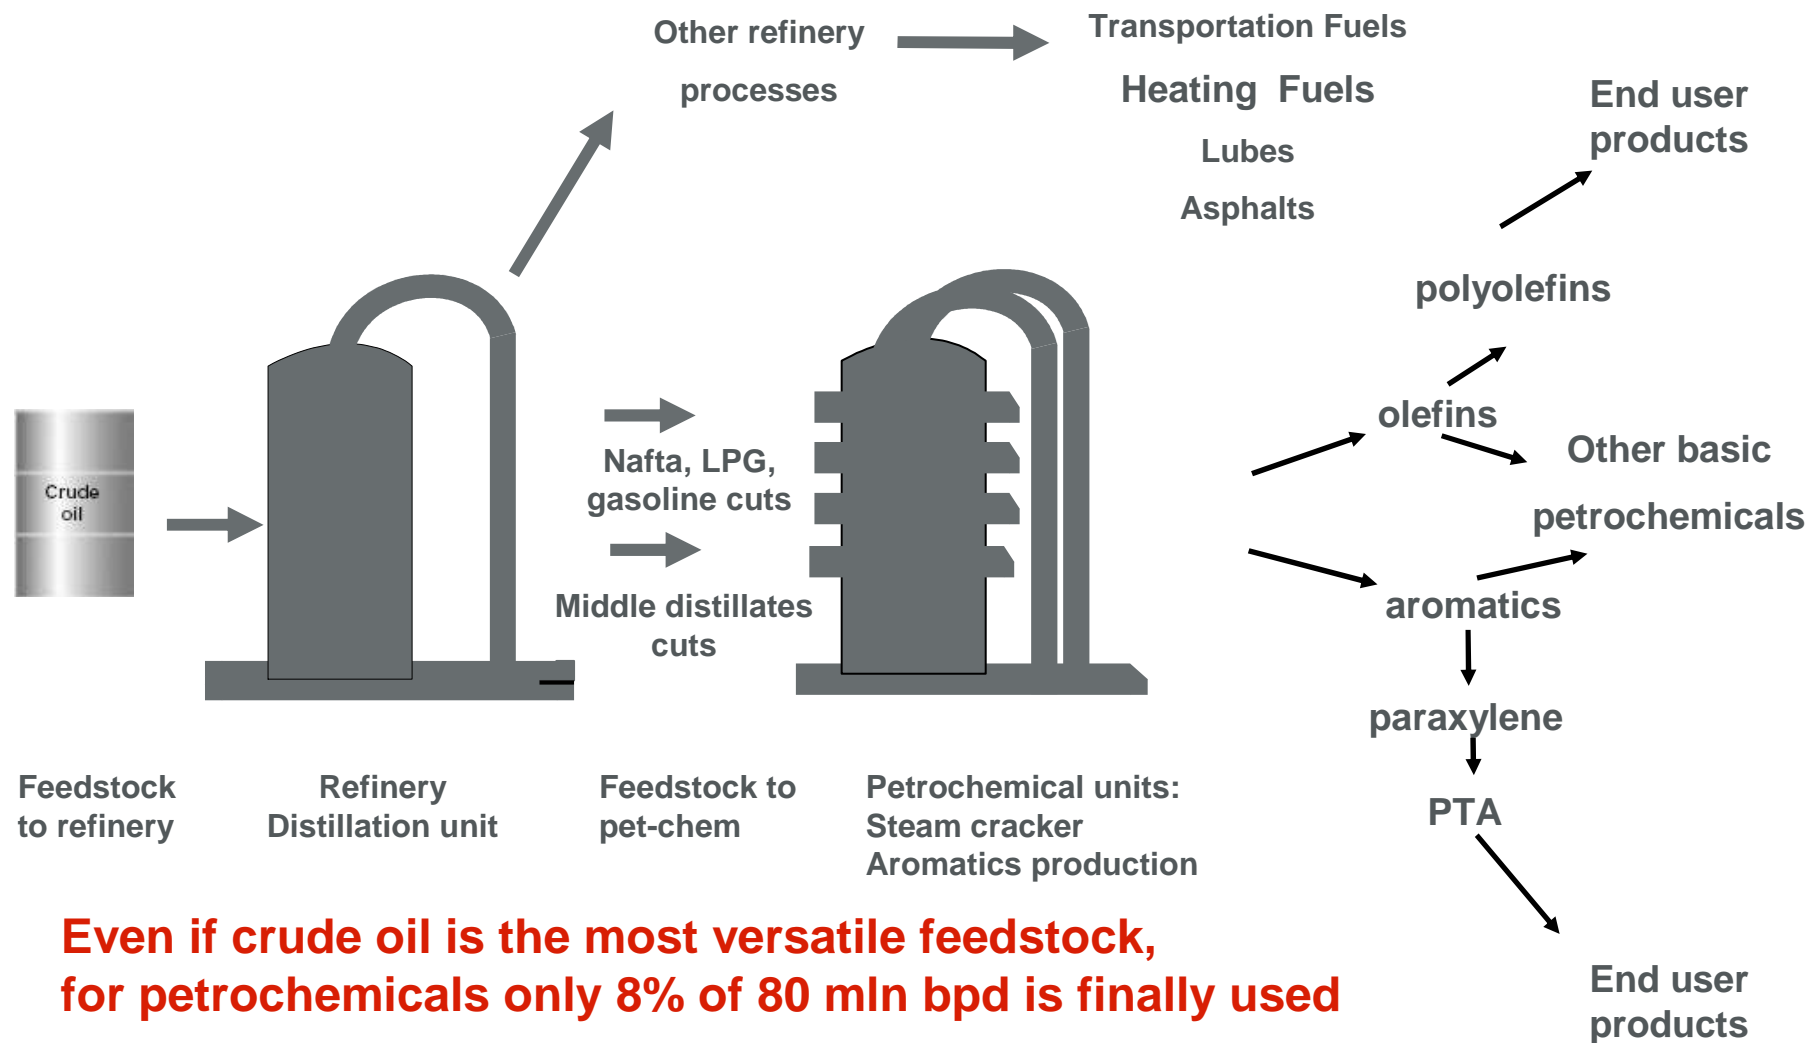 Other refinery
processes
Transportation Fuels
Heating Fuels
Lubes
Asphalts
End user
products
polyolefins
olefins
Other basic
petrochemicals
Crude
oil
Nafta, LPG,
gasoline cuts
Middle distillates
cuts
aromatics
paraxylene
PTA
Feedstock
to refinery
Refinery
Distillation unit
Feedstock to
pet-chem
Petrochemical units:
Steam cracker
Aromatics production
Even if crude oil is the most versatile feedstock,
for petrochemicals only 8% of 80 mln bpd is finally used
End user
products